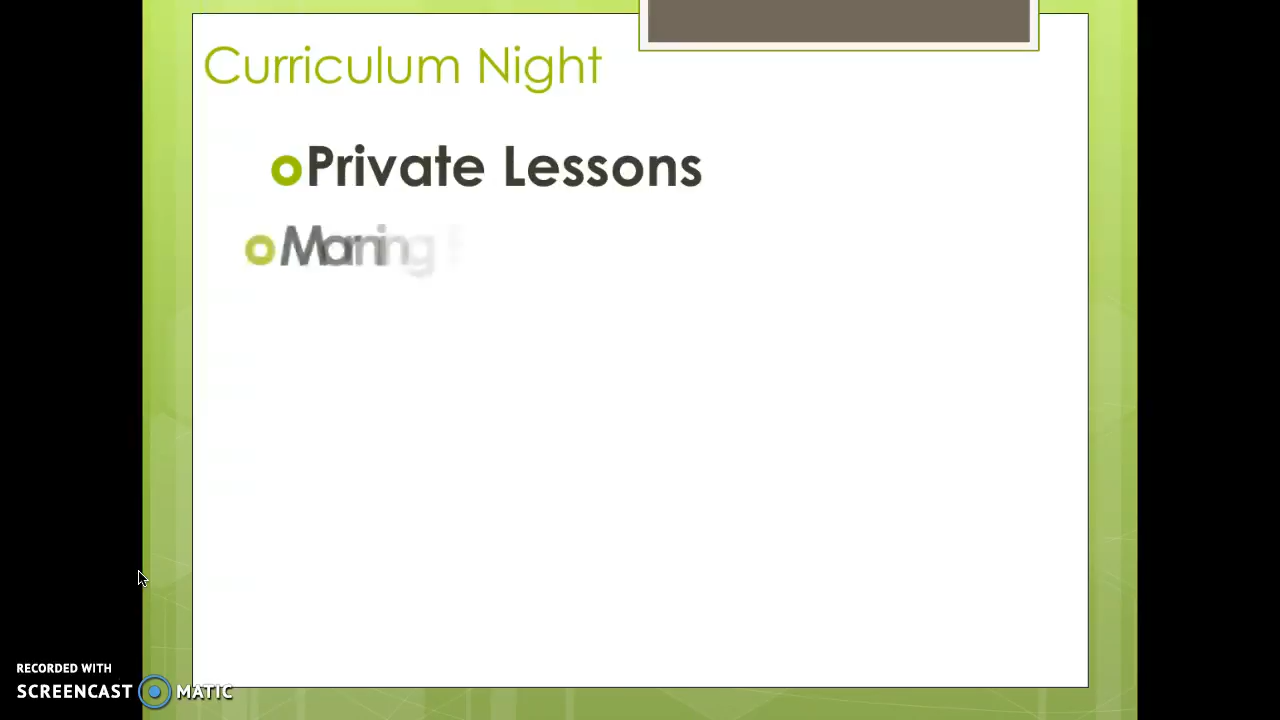 Curriculum Night
Private Lessons
RECORDED WITH
SCREENCAST MATIC